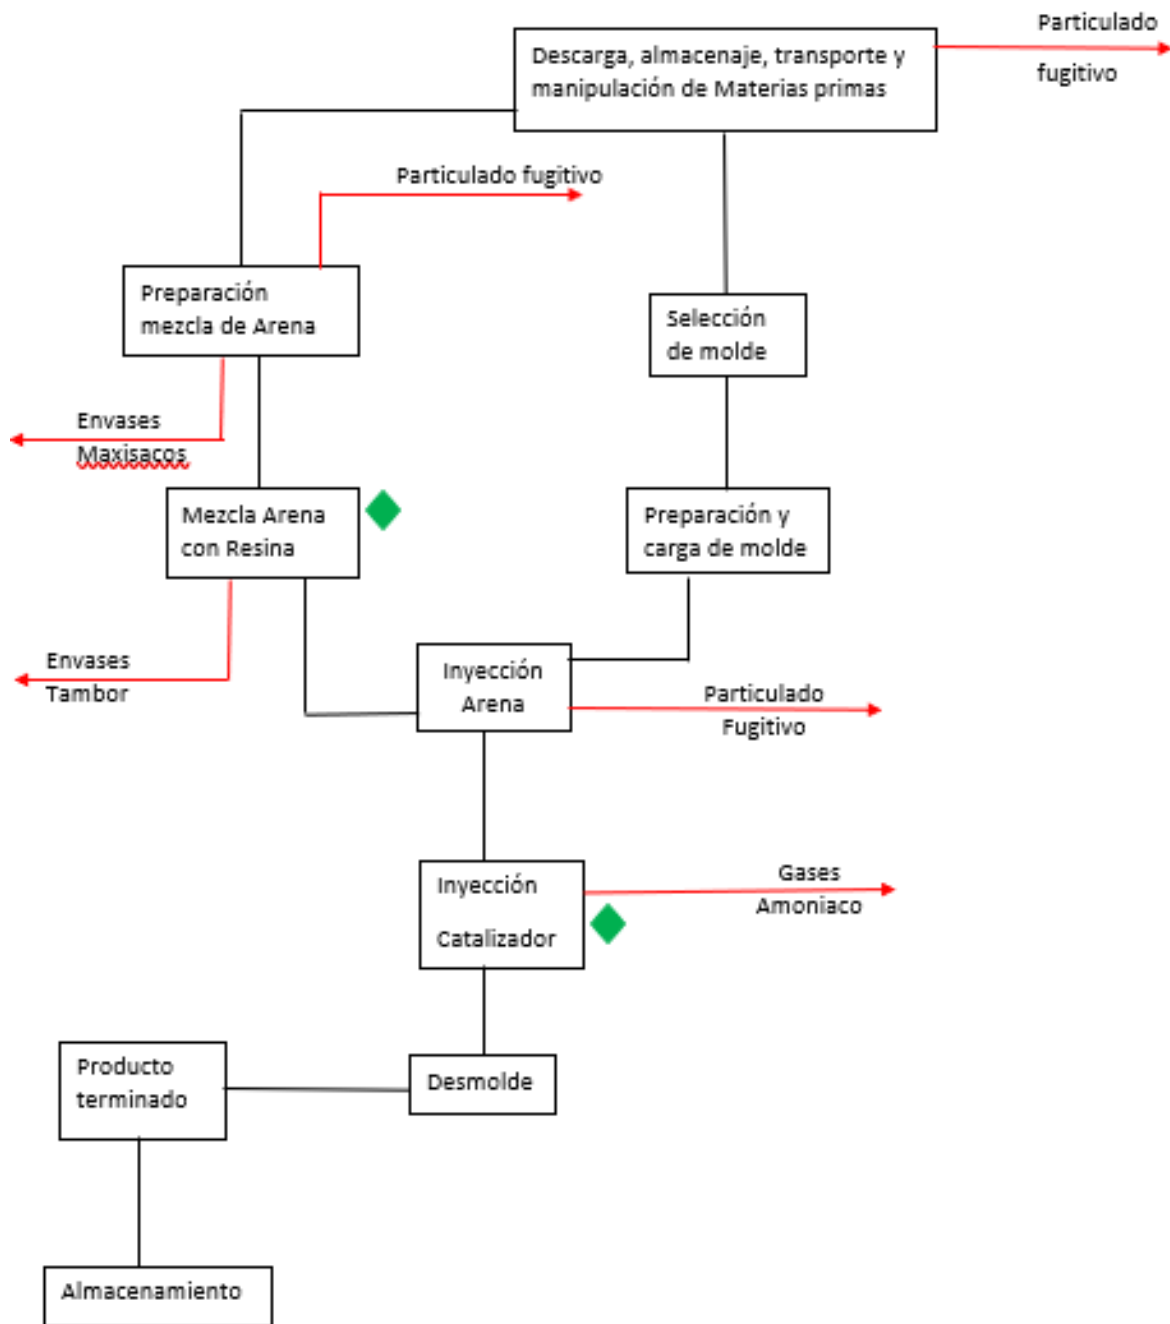 Particulado
fugitivo
Descarga, almacenaje, transporte y
manipulación de Materias primas
Particulado fugitivo
Preparación
mezcla de Arena
Selección
de molde
Envases
Maxisacos
Mezcla Arena
con Resina
Preparación y
carga de molde
Envases
Tambor
Inyección
Arena
Particulado
Fugitivo
Inyección
Catalizador
Gases
Amoniaco
Producto
terminado
Desmolde
Almacenamiento